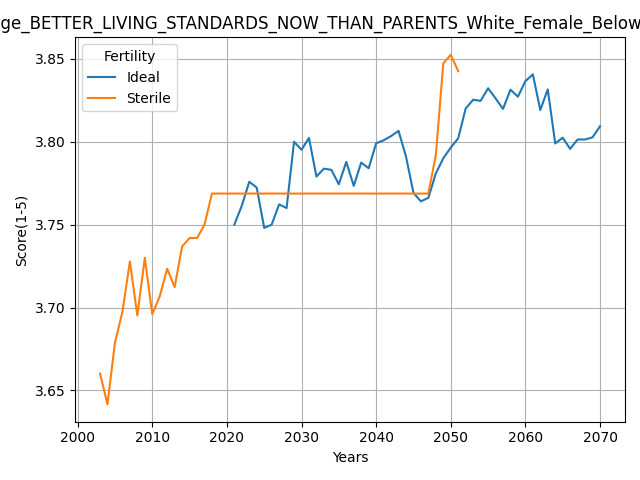 ge_BETTER_LIVING_STANDARDS_NOW_THAN_PARENTS_White_Female_Below
Fertility
Ideal
Sterile
3.85
3.80
3.75
3.70
3.65
Score(1-5)
2000 2010 2020 2030 2040 2050 2060 2070
Years